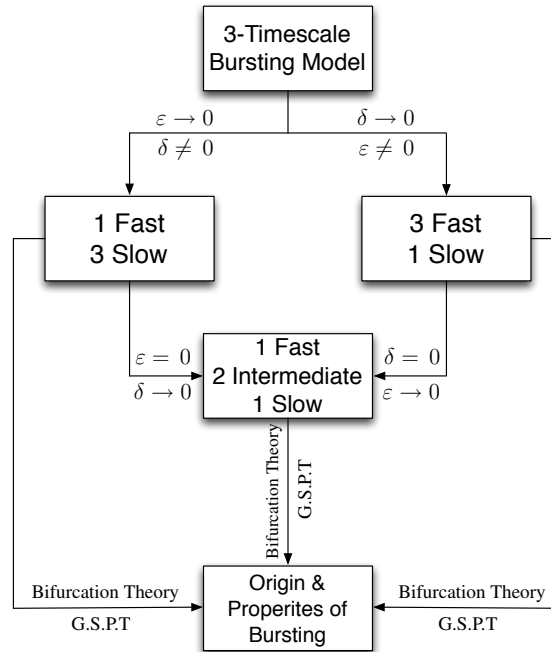 3-Timescale
Bursting Model
ε → 0
δ ≠ 0
δ → 0
ε ≠ 0
1 Fast
3 Slow
3 Fast
1 Slow
ε = 0
δ → 0
1 Fast
2 Intermediate
1 Slow
δ = 0
ε → 0
Bifurcation Theory
G.S.P.T
Bifurcation Theory
G.S.P.T
Origin &
Properites of
Bursting
Bifurcation Theory
G.S.P.T